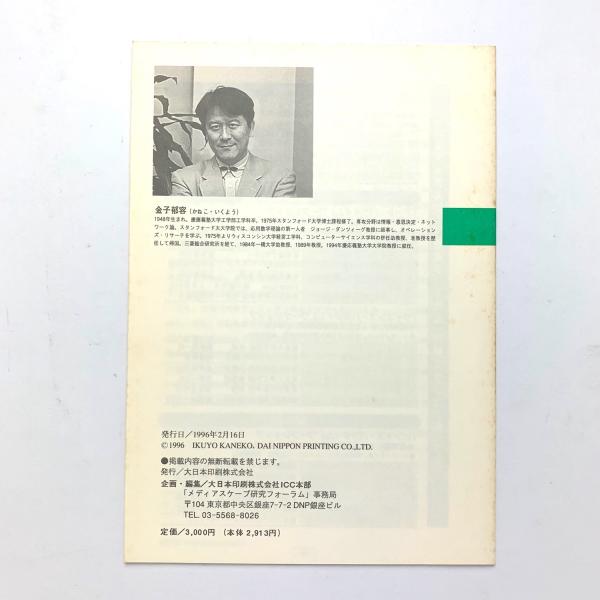 金子郁容(かねこ・いくよう)
1948年生まれ。慶應義塾大学工学部工学科卒。1975年スタンフォード大学博士課程修了。専攻分野は情報・意思決定・ネット
ワーク論。スタンフォード大大学院では、応用数学理論の第一人者 ジョージ・ダンツィーグ教授に師事し、オペレーション
ズ・リサーチを学ぶ。1975年よりウィスコンシン大学経営工学科、コンピューターサイエンス学科の併任助教授、准教授を歴
任して帰国。三菱総合研究所を経て、1984年一橋大学助教授、1989年教授。1994年慶応義塾大学大学院教授に就任。
発行日/1996年2月16日
©1996 IKUYO KANEKO, DAI NIPPON PRINTING CO.,LTD.
●掲載内容の無断転載を禁じます。
発行/大日本印刷株式会社
企画・編集/大日本印刷株式会社ICC本部
「メディアスケープ研究フォーラム」事務局
〒104 東京都中央区銀座7-7-2 DNP銀座ビル
TEL. 03-5568-8026
定価/3,000円 (本体 2,913円)